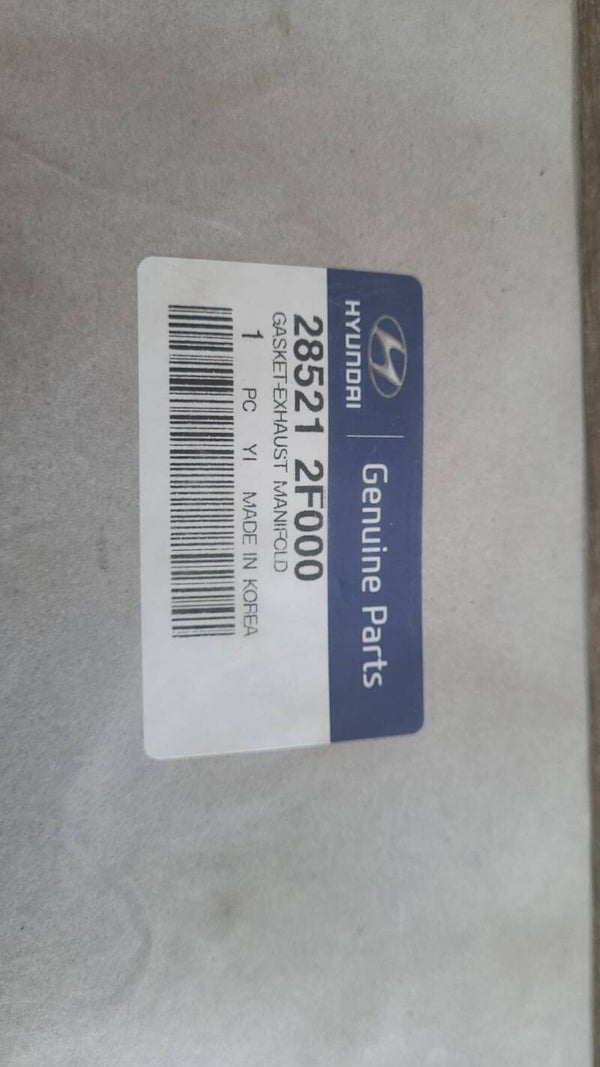 HYUNDAI | Genuine Parts
28521 2F000
GASKET-EXHAUST MANIFOLD
1 PC YI MADE IN KOREA